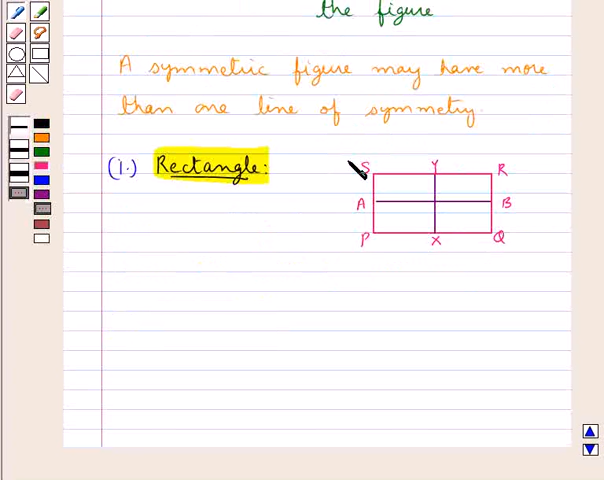 the figure
A symmetric figure may have more
than one line of symmetry.
(1.) Rectangle:
S Y R
A B
P X Q